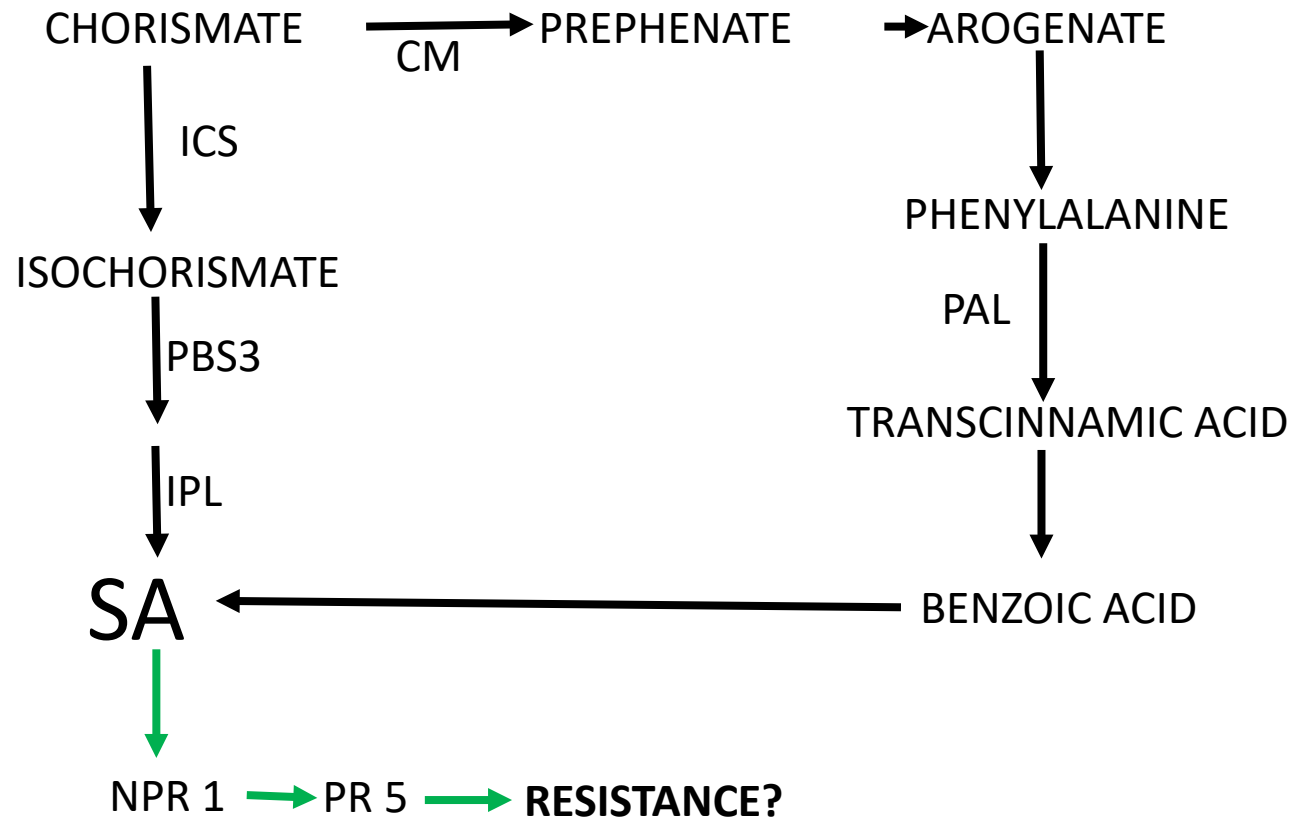 CHORISMATE
CM
PREPHENATE
AROGENATE
ICS
PHENYLALANINE
ISOCHORISMATE
PAL
PBS3
TRANSCINNAMIC ACID
IPL
SA
BENZOIC ACID
NPR 1
PR 5
RESISTANCE?